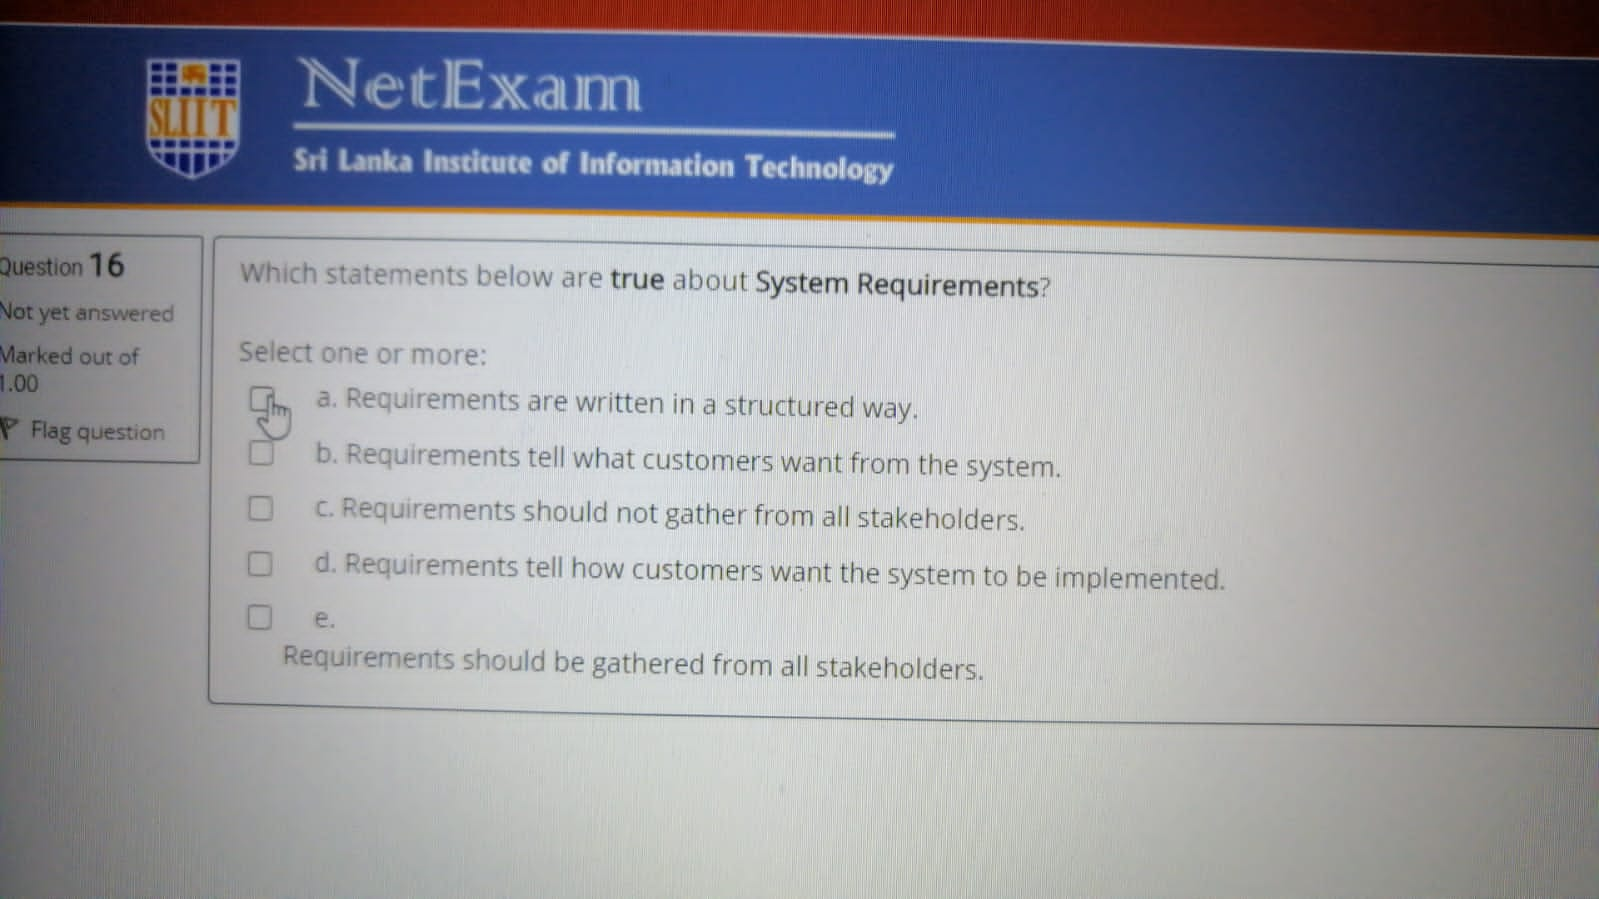 SLIIT
NetExam
Sri Lanka Institute of Information Technology
Question 16
Not yet answered
Marked out of
1.00
Flag question
Which statements below are true about System Requirements?
Select one or more:
a. Requirements are written in a structured way.
b. Requirements tell what customers want from the system.
c. Requirements should not gather from all stakeholders.
d. Requirements tell how customers want the system to be implemented.
e.
Requirements should be gathered from all stakeholders.